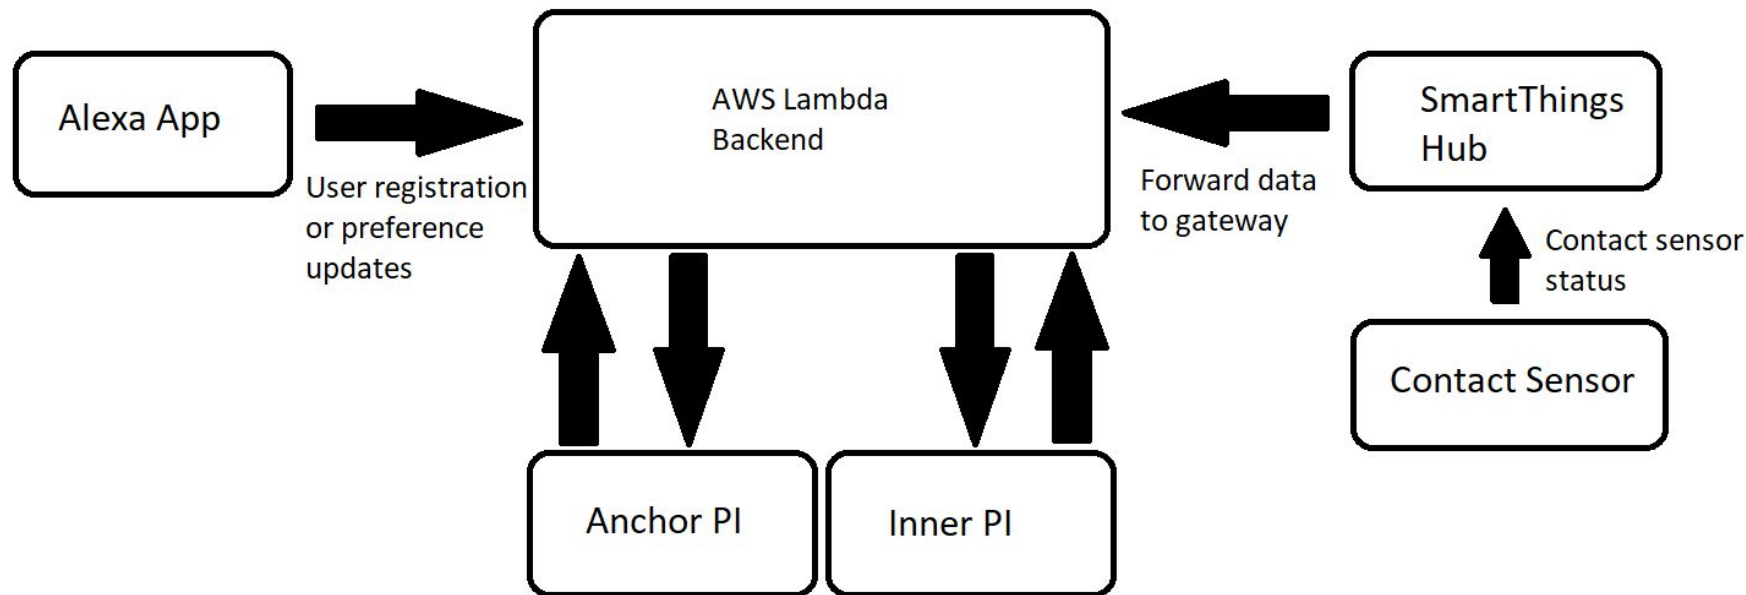 Alexa App
User registration
or preference
updates
AWS Lambda
Backend
Forward data
to gateway
SmartThings
Hub
Contact sensor
status
Contact Sensor
Anchor PI
Inner PI